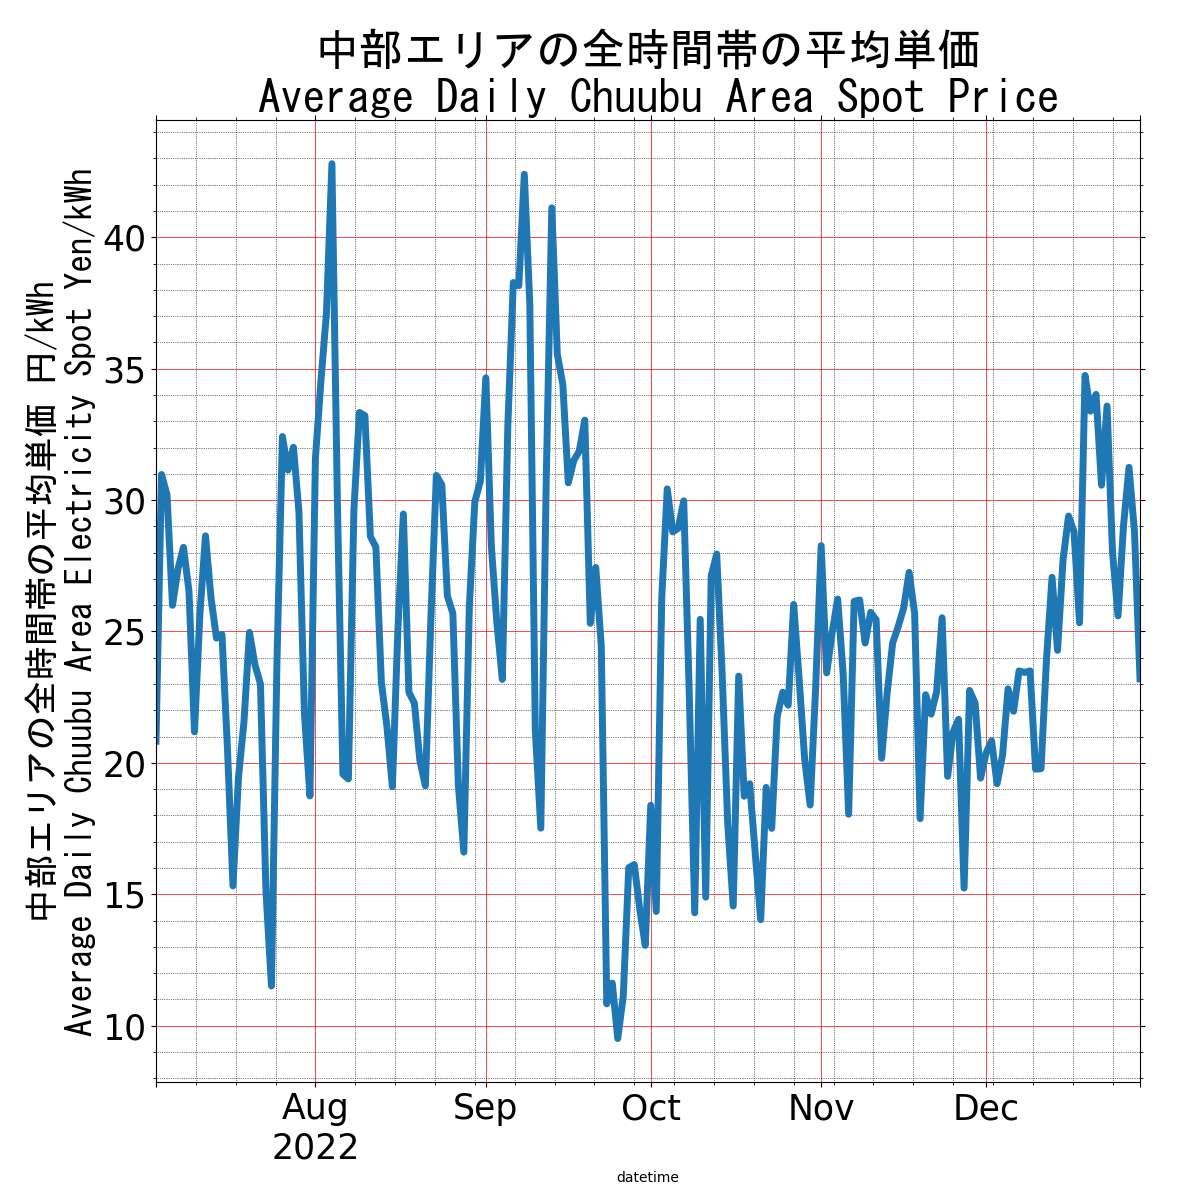 中部エリアの全時間帯の平均単価
Average Daily Chuubu Area Spot Price
中部エリアの全時間帯の平均単価 円/kWh
Average Daily Chuubu Area Electricity Spot Yen/kWh
40
35
30
25
20
15
10
Aug
2022
Sep
Oct
Nov
Dec
datetime